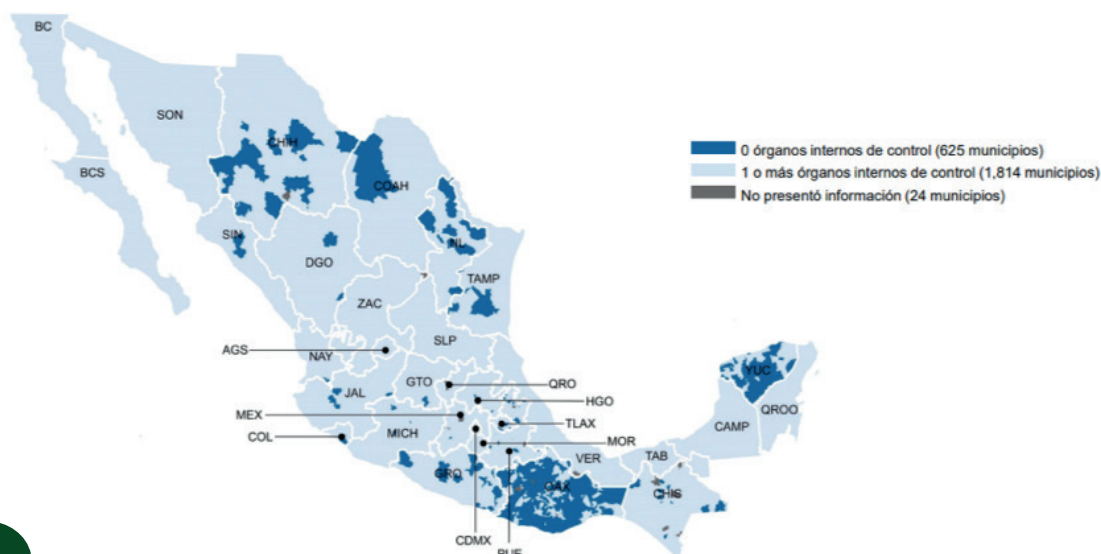 BC
SON
CHIH
BCS
COAH
0 órganos internos de control (625 municipios)
1 o más órganos internos de control (1,814 municipios)
No presentó información (24 municipios)
SIN
NL
DGO
TAMP
ZAC
SLP
AGS
NAY
GTO
QRO
JAL
HGO
MEX
TLAX
COL
MICH
MOR
VER
TAB
CAMP
QROO
YUC
GRO
OAX
CHIS
CDMX
PUE